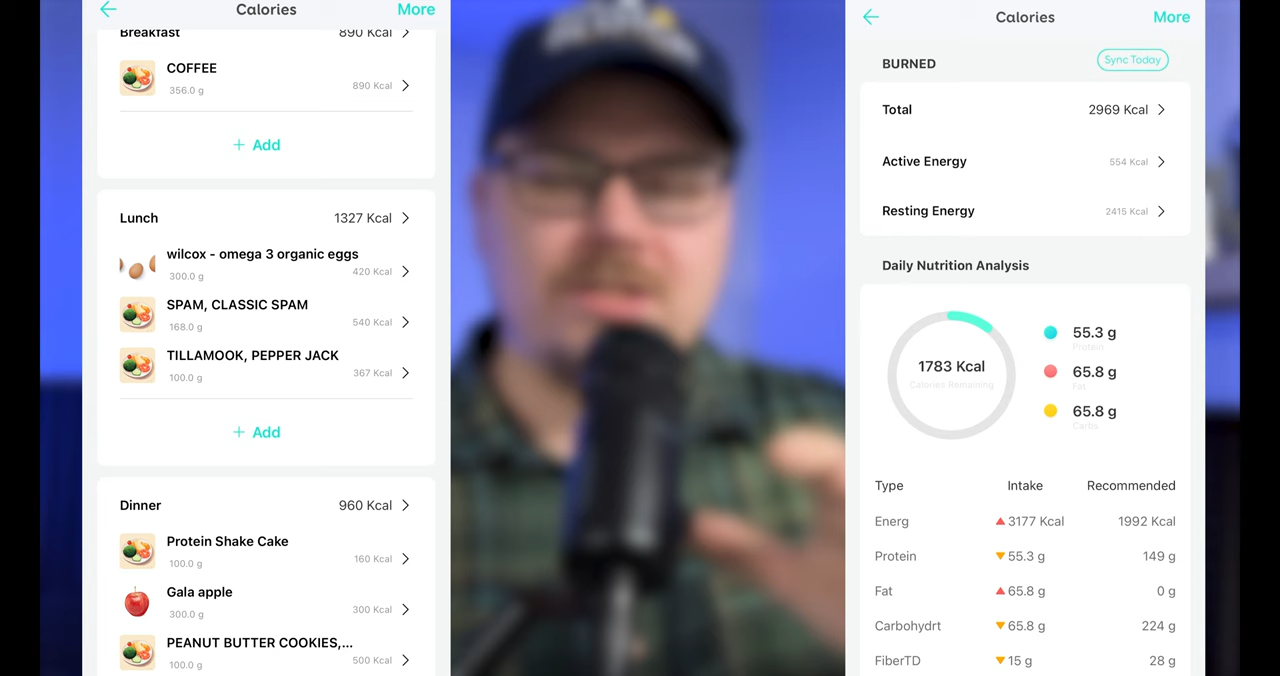 Calories
More
Breakfast
890 Kcal
COFFEE
356.0 g
890 Kcal
+ Add
Lunch
1327 Kcal
wilcox - omega 3 organic eggs
300.0 g
420 Kcal
SPAM, CLASSIC SPAM
168.0 g
540 Kcal
TILLAMOOK, PEPPER JACK
100.0 g
367 Kcal
+ Add
Dinner
960 Kcal
Protein Shake Cake
100.0 g
160 Kcal
Gala apple
300.0 g
300 Kcal
PEANUT BUTTER COOKIES,...
100.0 g
500 Kcal
Calories
More
BURNED
Sync Today
Total
2969 Kcal
Active Energy
554 Kcal
Resting Energy
2415 Kcal
Daily Nutrition Analysis
1783 Kcal
Calories Remaining
55.3 g
Protein
65.8 g
Fat
65.8 g
Carbs
Type Intake Recommended
Energ 3177 Kcal 1992 Kcal
Protein 55.3 g 149 g
Fat 65.8 g 0 g
Carbohydrt 65.8 g 224 g
FiberTD 15 g 28 g